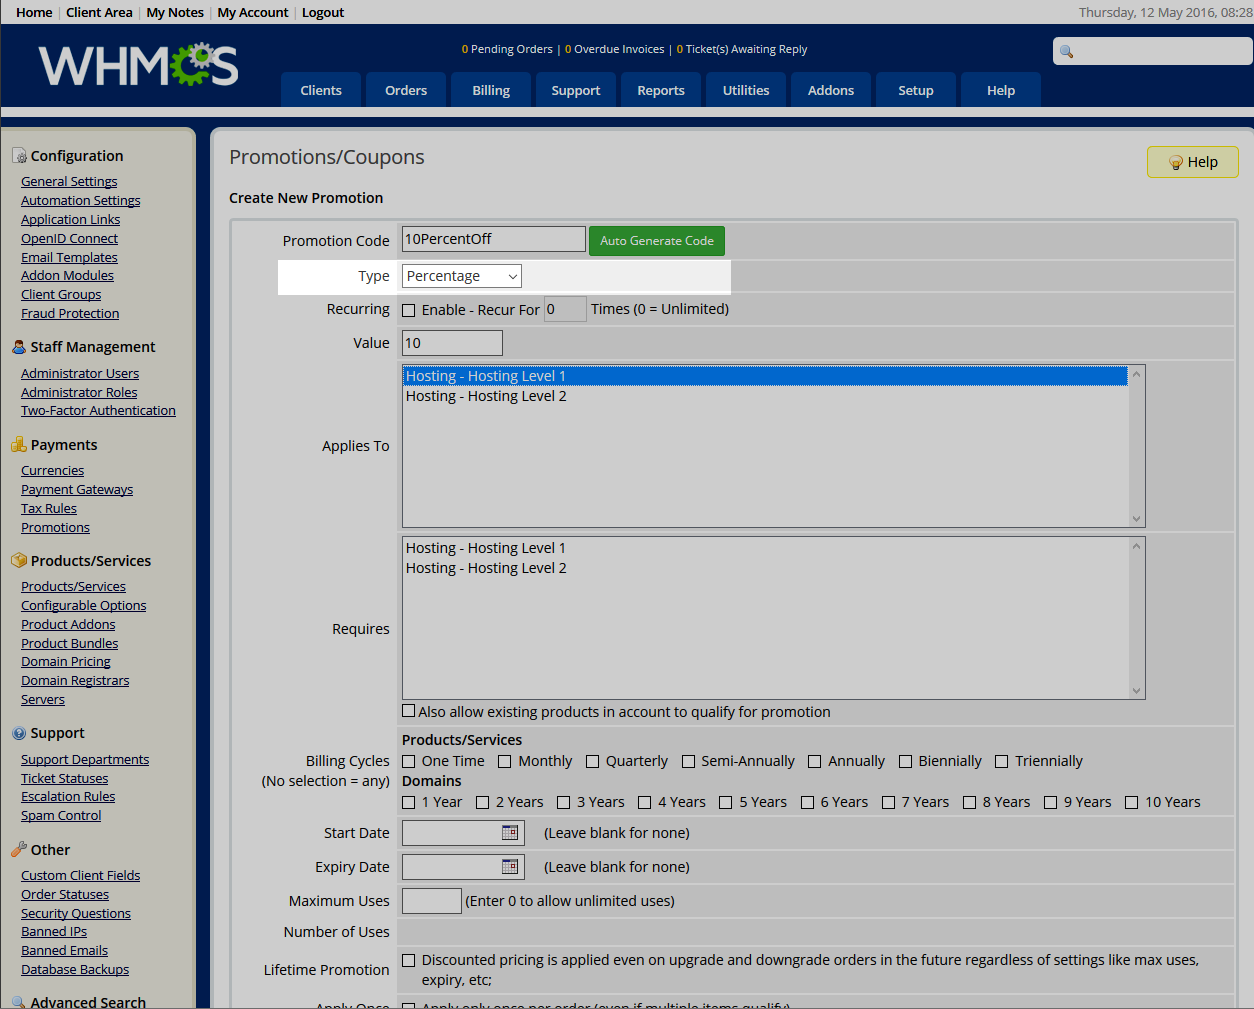 Home | Client Area | My Notes | My Account | Logout
Thursday, 12 May 2016, 08:28
WHMCS
0 Pending Orders | 0 Overdue Invoices | 0 Ticket(s) Awaiting Reply
Clients Orders Billing Support Reports Utilities Addons Setup Help
Configuration
General Settings
Automation Settings
Application Links
OpenID Connect
Email Templates
Addon Modules
Client Groups
Fraud Protection
Staff Management
Administrator Users
Administrator Roles
Two-Factor Authentication
Payments
Currencies
Payment Gateways
Tax Rules
Promotions
Products/Services
Products/Services
Configurable Options
Product Addons
Product Bundles
Domain Pricing
Domain Registrars
Servers
Support
Support Departments
Ticket Statuses
Escalation Rules
Spam Control
Other
Custom Client Fields
Order Statuses
Security Questions
Banned IPs
Banned Emails
Database Backups
Advanced Search
Promotions/Coupons
Help
Create New Promotion
Promotion Code 10PercentOff Auto Generate Code
Type Percentage
Recurring Enable - Recur For 0 Times (0 = Unlimited)
Value 10
Applies To
Hosting - Hosting Level 1
Hosting - Hosting Level 2
Requires
Hosting - Hosting Level 1
Hosting - Hosting Level 2
Also allow existing products in account to qualify for promotion
Billing Cycles
(No selection = any)
Products/Services
One Time Monthly Quarterly Semi-Annually Annually Biennially Triennially
Domains
1 Year 2 Years 3 Years 4 Years 5 Years 6 Years 7 Years 8 Years 9 Years 10 Years
Start Date (Leave blank for none)
Expiry Date (Leave blank for none)
Maximum Uses (Enter 0 to allow unlimited uses)
Number of Uses
Lifetime Promotion Discounted pricing is applied even on upgrade and downgrade orders in the future regardless of settings like max uses,
expiry, etc;
Apply Once Apply only once per order (even if multiple items qualify)